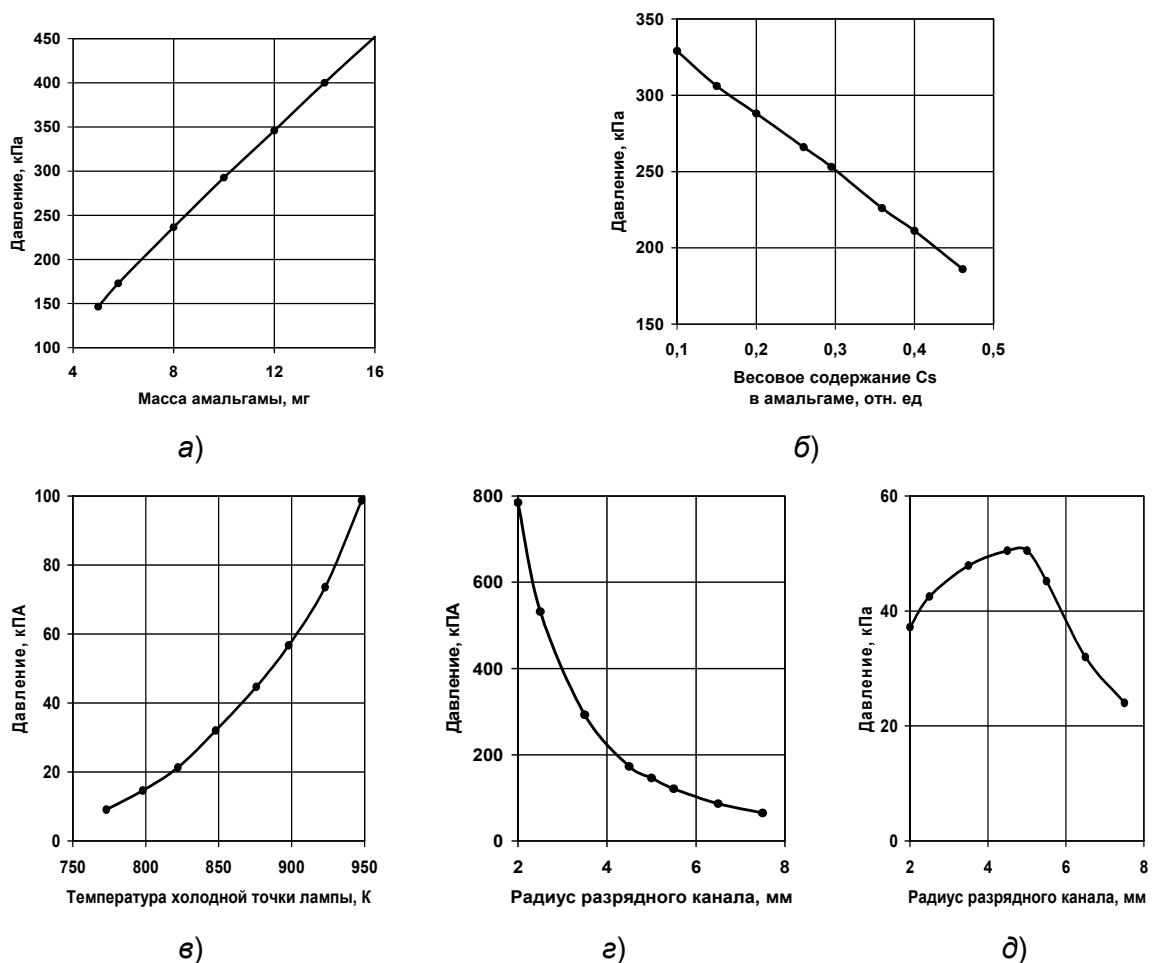 450
400
350
300
250
200
150
100
Давление, кПа
4 8 12 16
Масса амальгамы, мг
а)
350
300
250
200
150
Давление, кПа
0,1 0,2 0,3 0,4 0,5
Весовое содержание Cs
в амальгаме, отн. ед
б)
100
80
60
40
20
0
Давление, кПА
750 800 850 900 950
Температура холодной точки лампы, К
в)
800
600
400
200
0
Давление, кПА
2 4 6 8
Радиус разрядного канала, мм
г)
60
40
20
0
Давление, кПа
2 4 6 8
Радиус разрядного канала, мм
д)